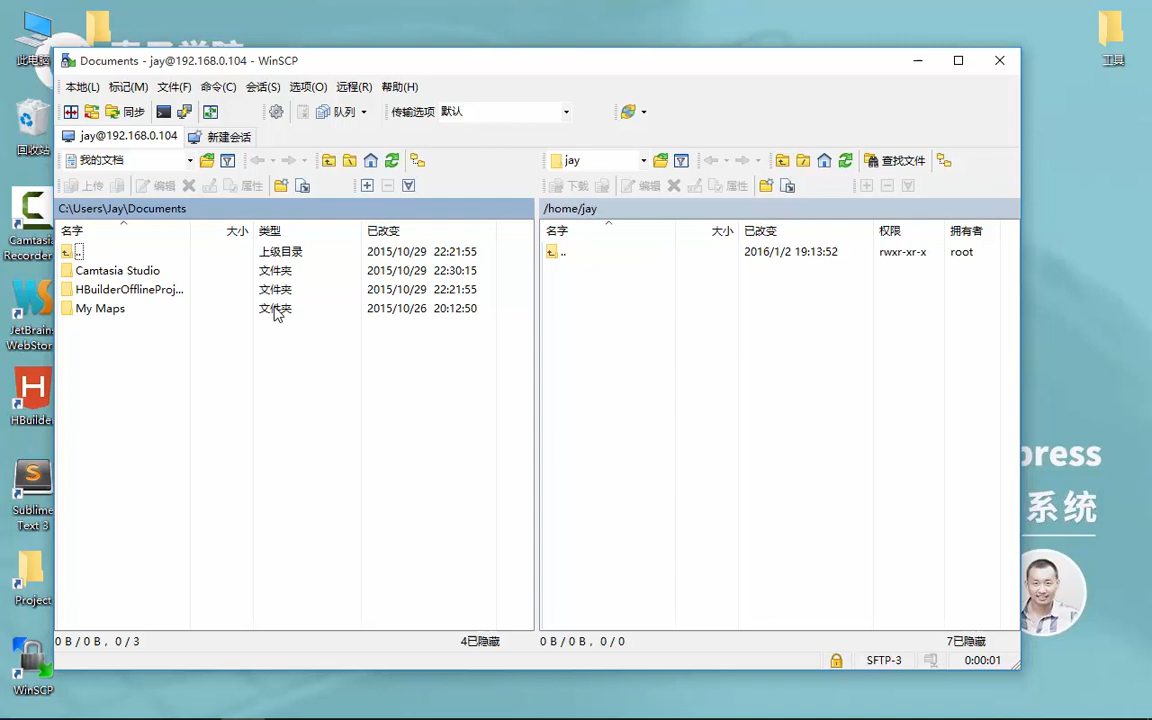 此电脑
工具
回收站
Camtasia
Recorder...
JetBrains
WebStor...
HBuilder
Sublime
Text 3
Project
WinSCP
press
系统
Documents - jay@192.168.0.104 - WinSCP
本地(L) 标记(M) 文件(F) 命令(C) 会话(S) 选项(O) 远程(R) 帮助(H)
同步 队列 传输选项 默认
jay@192.168.0.104 新建会话
我的文档 jay 查找文件
上传 编辑 属性 下载 编辑 属性
C:\Users\Jay\Documents /home/jay
名字 大小 类型 已改变 名字 大小 已改变 权限 拥有者
.. 上级目录 2015/10/29 22:21:55 .. 2016/1/2 19:13:52 rwxr-xr-x root
Camtasia Studio 文件夹 2015/10/29 22:30:15
HBuilderOfflineProj... 文件夹 2015/10/29 22:21:55
My Maps 文件夹 2015/10/26 20:12:50
0 B / 0 B, 0 / 3 4已隐藏 0 B / 0 B, 0 / 0 7已隐藏
SFTP-3 0:00:01